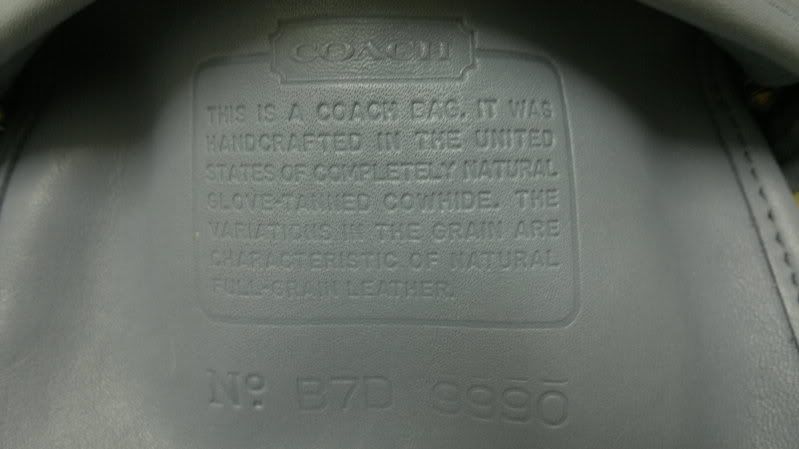 COACH
THIS IS A COACH BAG. IT WAS
HANDCRAFTED IN THE UNITED
STATES OF COMPLETELY NATURAL
GLOVE-TANNED COWHIDE. THE
VARIATIONS IN THE GRAIN ARE
CHARACTERISTIC OF NATURAL
FULL-GRAIN LEATHER.
No. B7D 9990